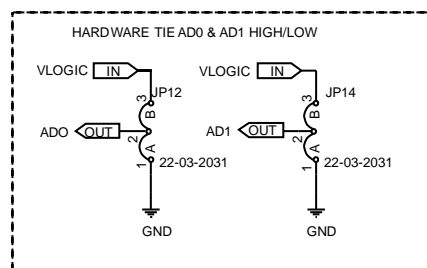 HARDWARE TIE AD0 & AD1 HIGH/LOW
VLOGIC IN
VLOGIC IN
3 JP12
3 JP14
B
B
ADO OUT 2
AD1 OUT 2
A
A
1 22-03-2031
1 22-03-2031
GND
GND